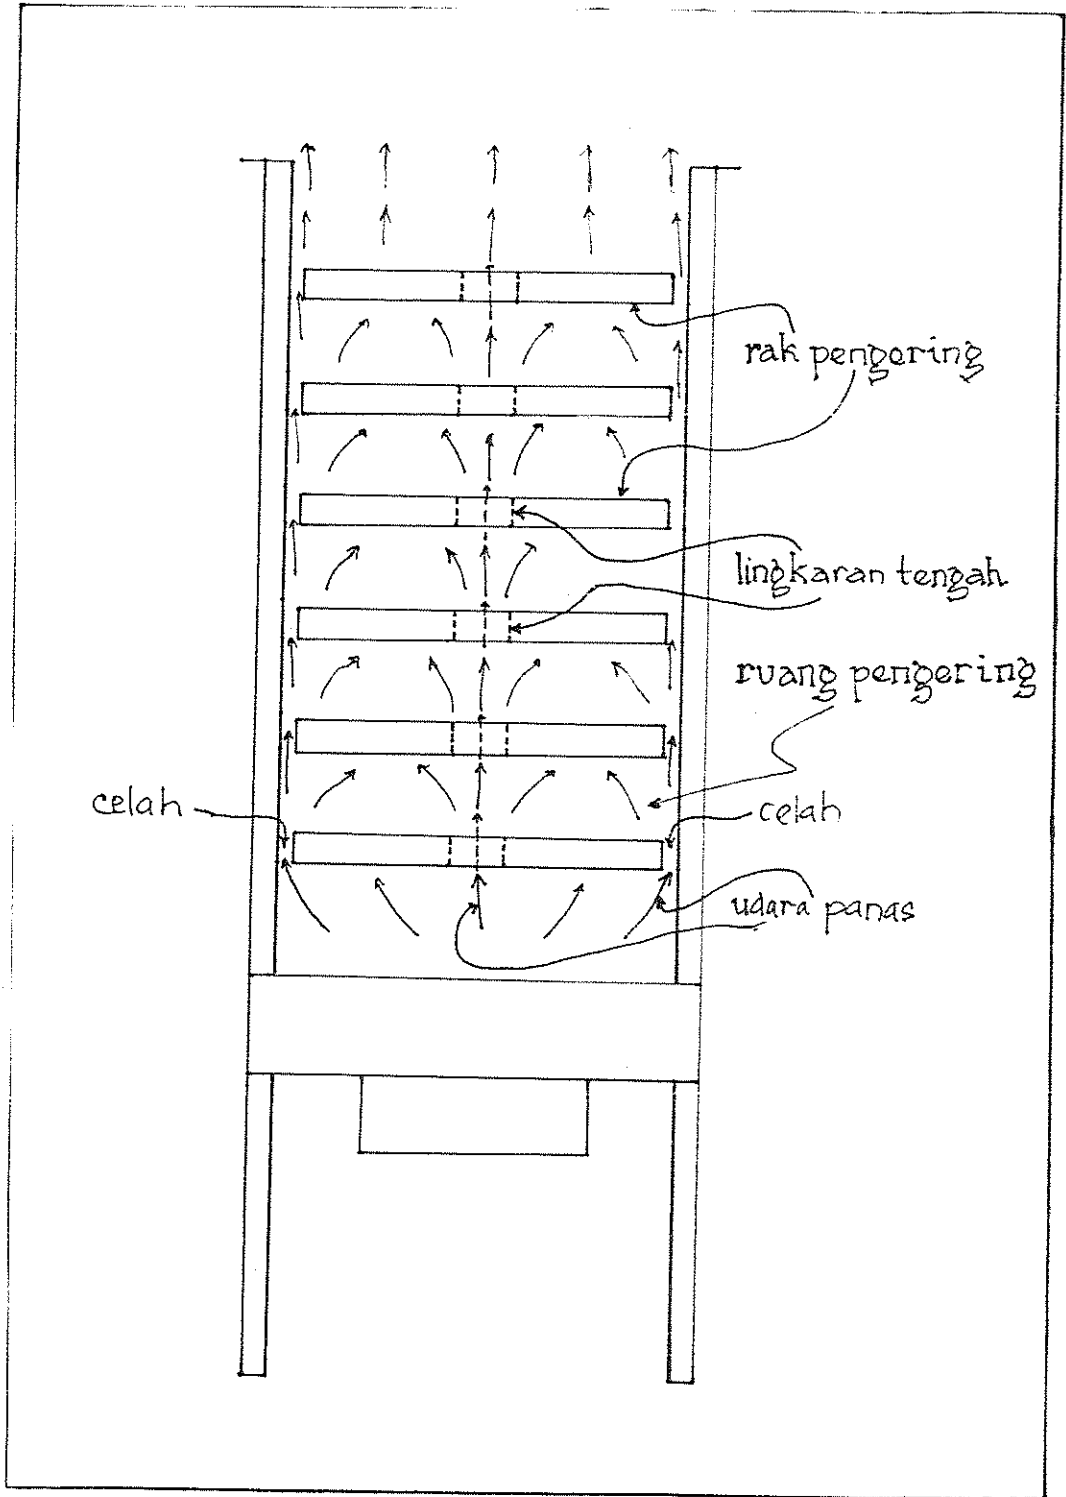 rak pengering
lingkaran tengah
ruang pengering
celah
celah
udara panas